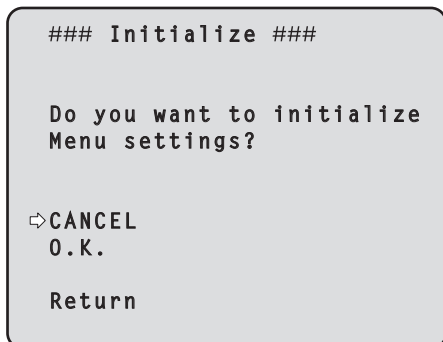 ### Initialize ###
Do you want to initialize
Menu settings?
⇨CANCEL
O.K.
Return